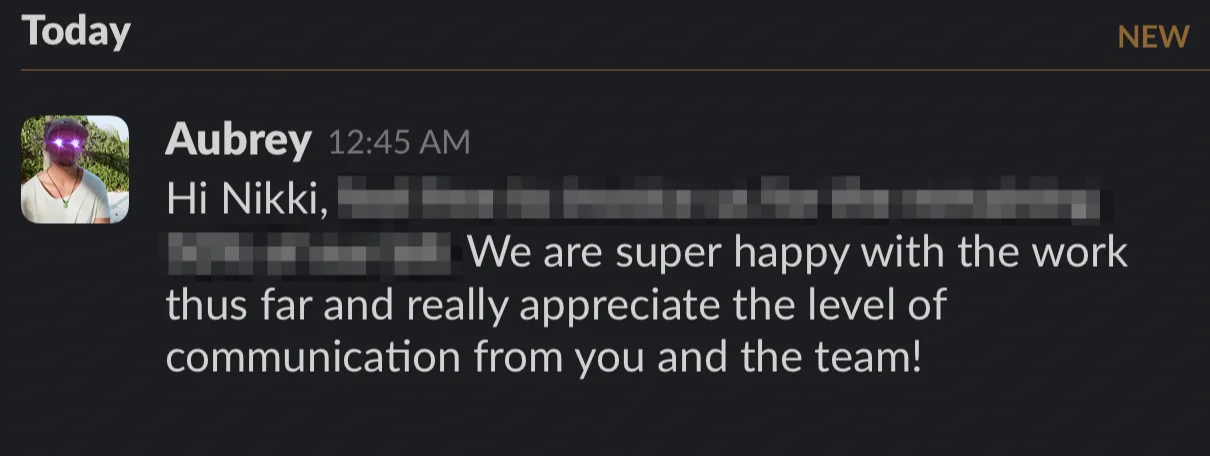 Today
NEW
Aubrey 12:45 AM
Hi Nikki,
We are super happy with the work
thus far and really appreciate the level of
communication from you and the team!